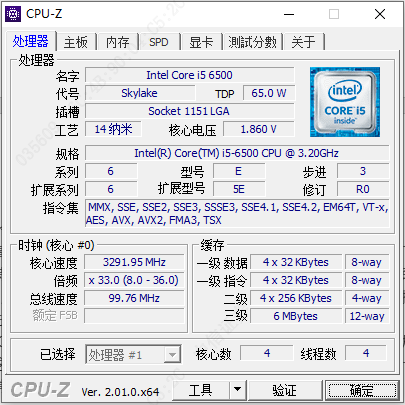 CPU-Z
处理器 主板 内存 SPD 显卡 測試分數 关于
处理器
名字 Intel Core i5 6500
代号 Skylake TDP 65.0 W
插槽 Socket 1151 LGA
工艺 14 纳米 核心电压 1.860 V
intel CORE i5 inside™
规格 Intel(R) Core(TM) i5-6500 CPU @ 3.20GHz
系列 6 型号 E 步进 3
扩展系列 6 扩展型号 5E 修订 R0
指令集 MMX, SSE, SSE2, SSE3, SSSE3, SSE4.1, SSE4.2, EM64T, VT-x,
AES, AVX, AVX2, FMA3, TSX
时钟 (核心 #0) 缓存
核心速度 3291.95 MHz 一级 数据 4 x 32 KBytes 8-way
倍频 x 33.0 (8.0 - 36.0) 一级 指令 4 x 32 KBytes 8-way
总线速度 99.76 MHz 二级 4 x 256 KBytes 4-way
额定 FSB 三级 6 MBytes 12-way
已选择 处理器 #1 核心数 4 线程数 4
CPU-Z Ver. 2.01.0.x64 工具 验证 确定